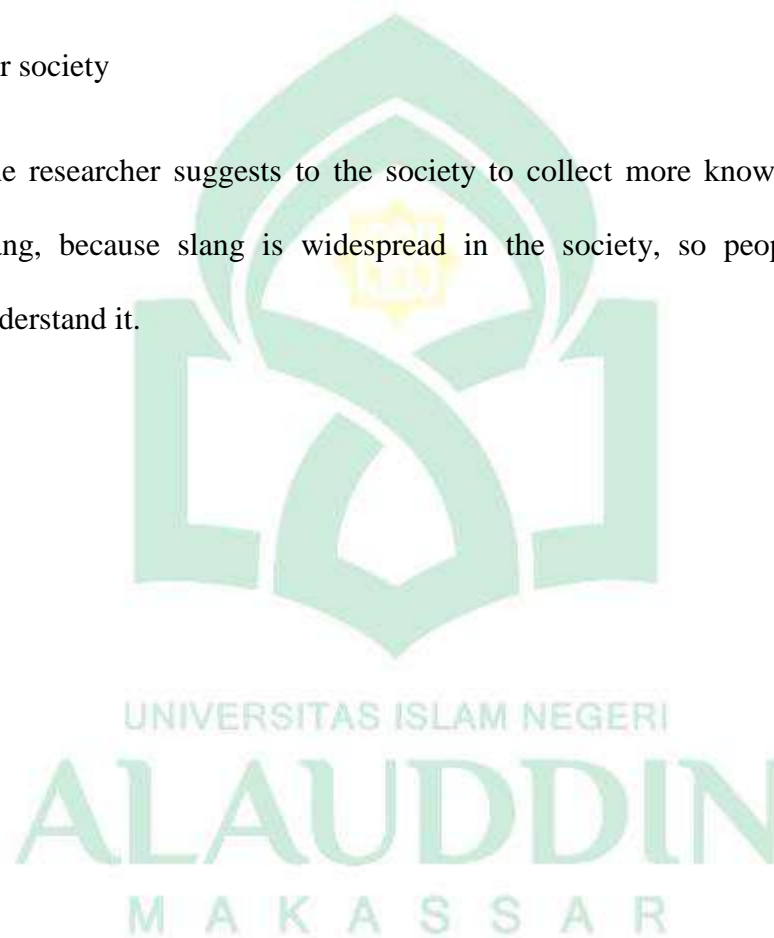 r society
e researcher suggests to the society to collect more know
ng, because slang is widespread in the society, so peop
derstand it.
UNIVERSITAS ISLAM NEGERI
ALAUDDIN
MAKASSAR